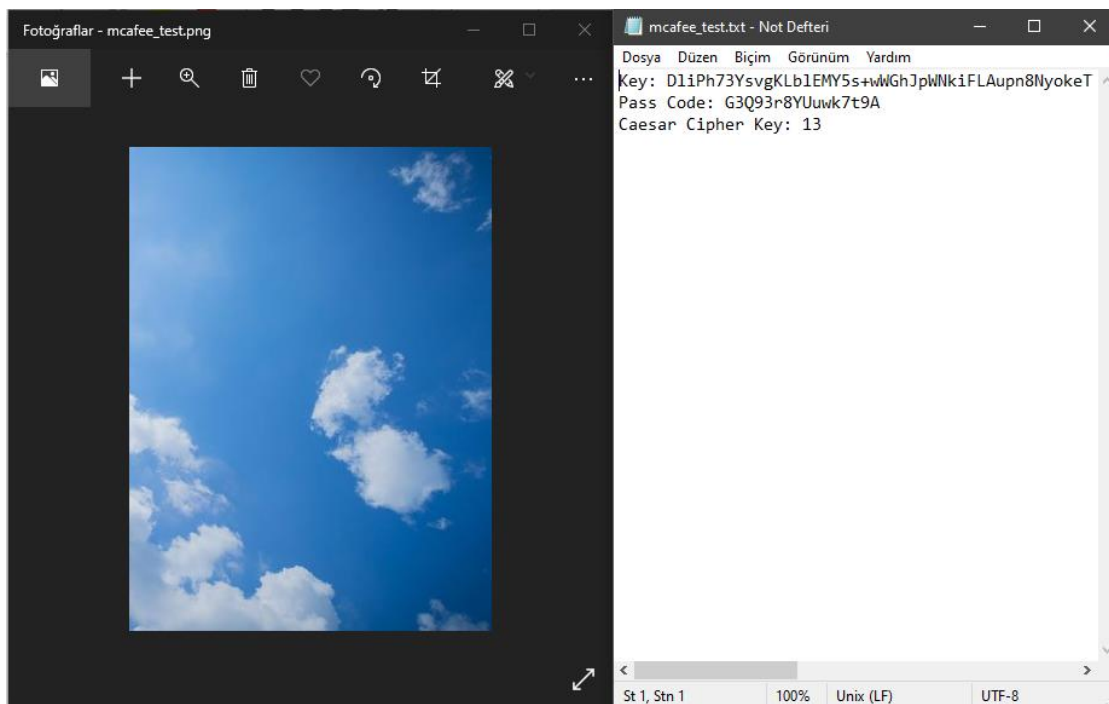 Fotoğraflar - mcafee_test.png
mcafee_test.txt - Not Defteri
Dosya Düzen Biçim Görünüm Yardım
Key: DliPh73YsvgKLblEMY5s+wWGhJpWNkiFLAupn8NyokeT
Pass Code: G3Q93r8YUuwk7t9A
Caesar Cipher Key: 13
St 1, Stn 1 100% Unix (LF) UTF-8